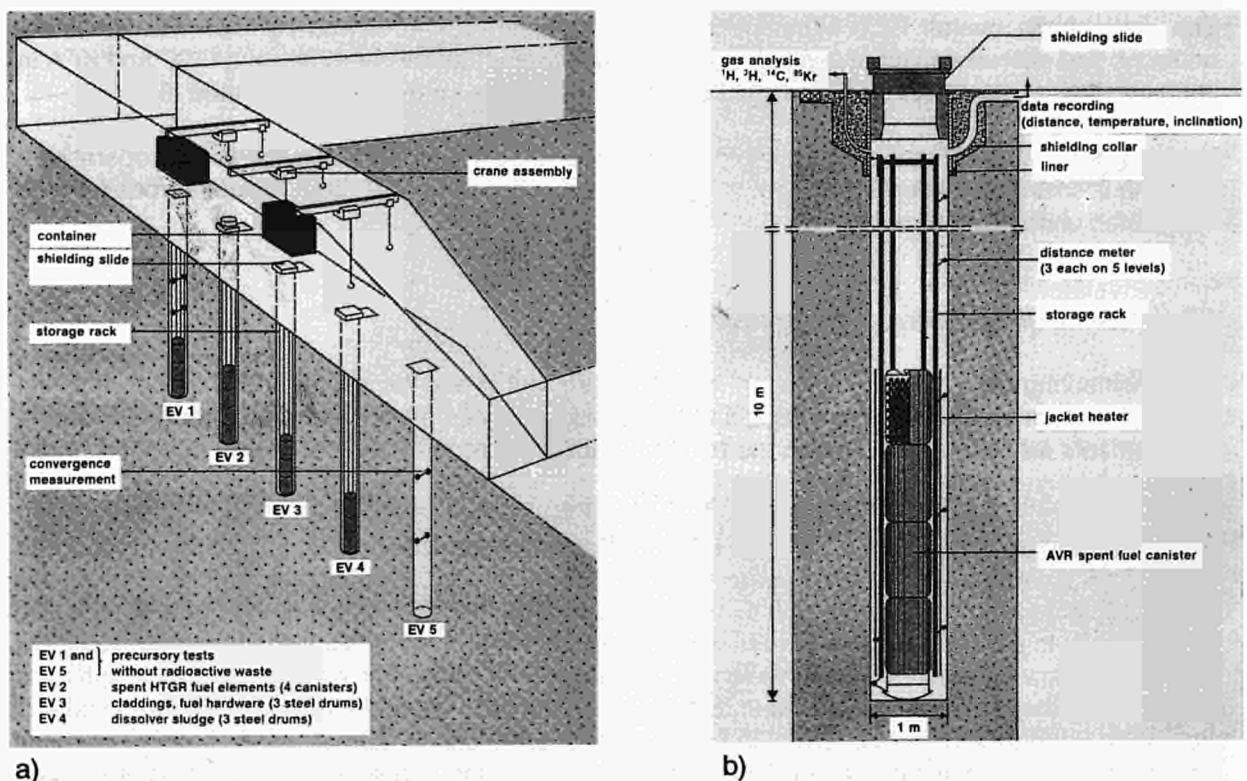 crane assembly
container
shielding slide
storage rack
EV 1
EV 2
convergence
measurement
EV 3
EV 4
EV 5
EV 1 and } precursory tests
EV 5 without radioactive waste
EV 2 spent HTGR fuel elements (4 canisters)
EV 3 claddings, fuel hardware (3 steel drums)
EV 4 dissolver sludge (3 steel drums)
a)
shielding slide
gas analysis
¹H, ³H, ¹⁴C, ⁸⁵Kr
data recording
(distance, temperature, inclination)
shielding collar
liner
distance meter
(3 each on 5 levels)
storage rack
10 m
jacket heater
AVR spent fuel canister
1 m
b)